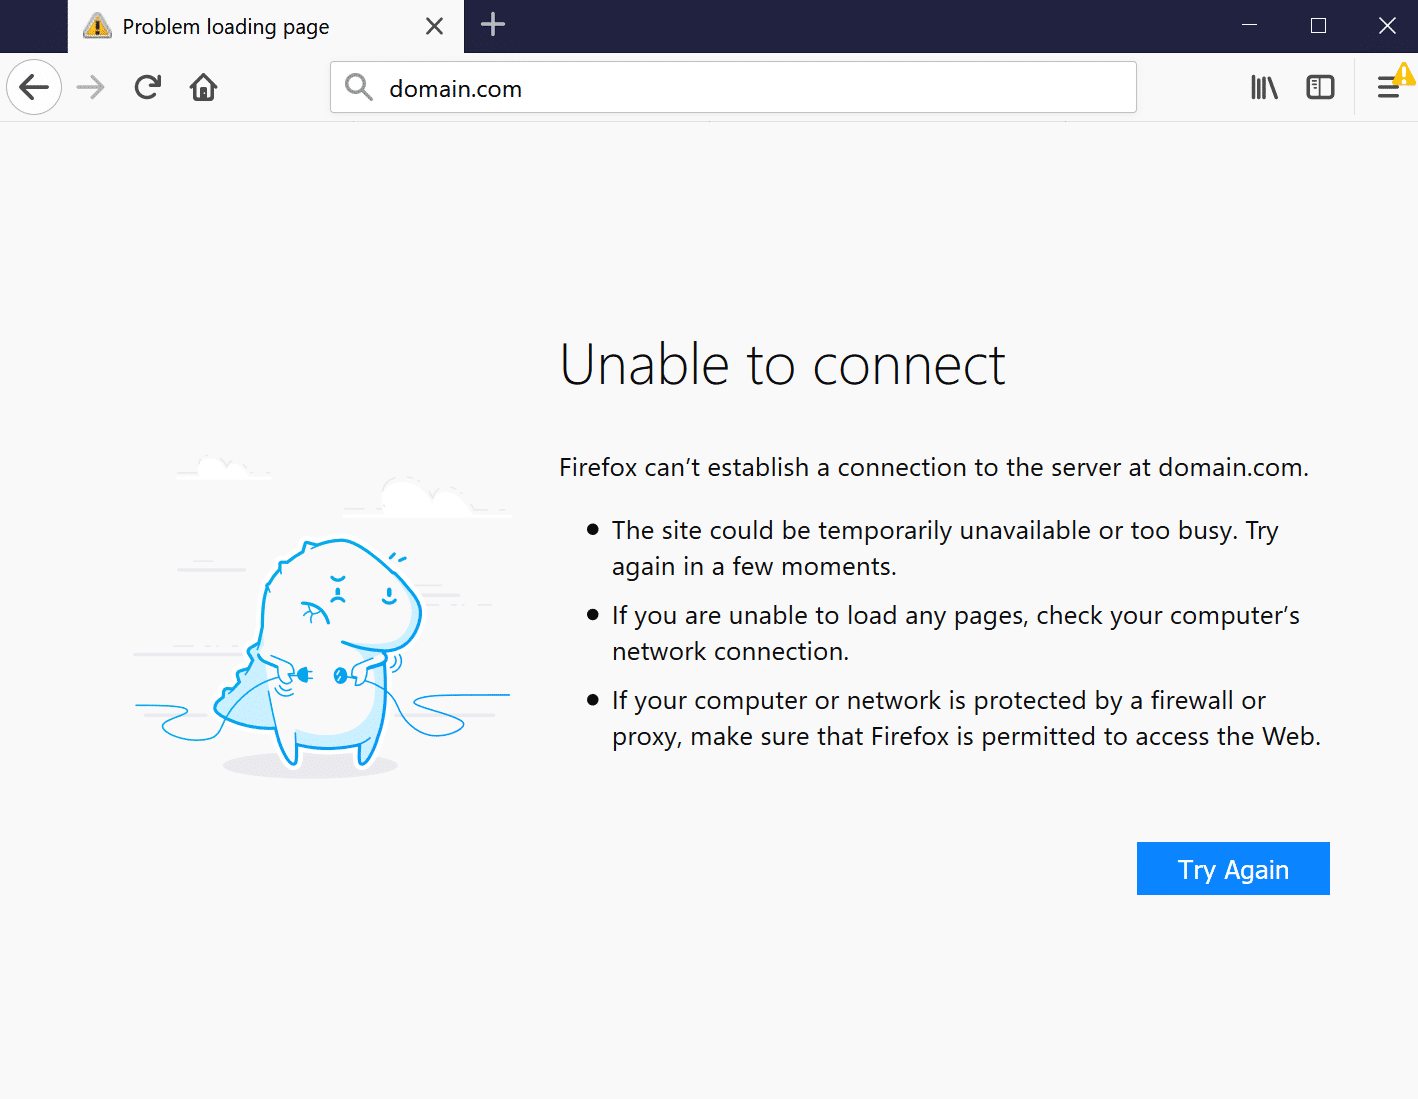 Problem loading page
domain.com
Unable to connect
Firefox can’t establish a connection to the server at domain.com.
The site could be temporarily unavailable or too busy. Try
again in a few moments.
If you are unable to load any pages, check your computer’s
network connection.
If your computer or network is protected by a firewall or
proxy, make sure that Firefox is permitted to access the Web.
Try Again